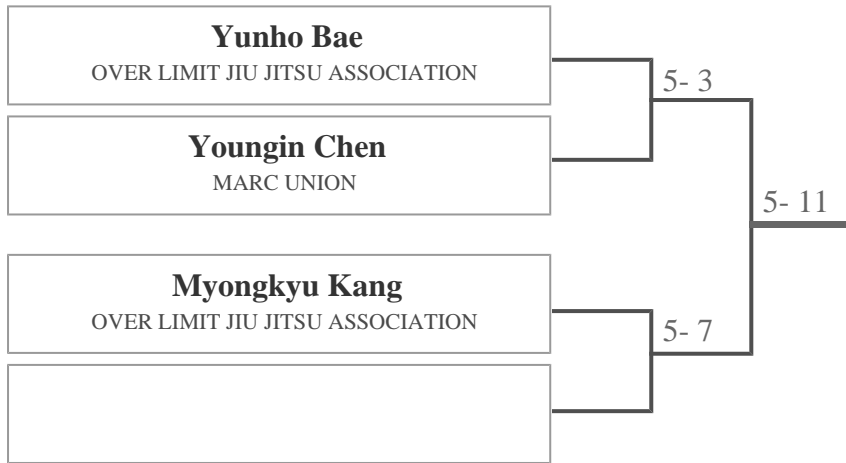 Yunho Bae
OVER LIMIT JIU JITSU ASSOCIATION
5- 3
Youngin Chen
MARC UNION
5- 11
Myongkyu Kang
OVER LIMIT JIU JITSU ASSOCIATION
5- 7